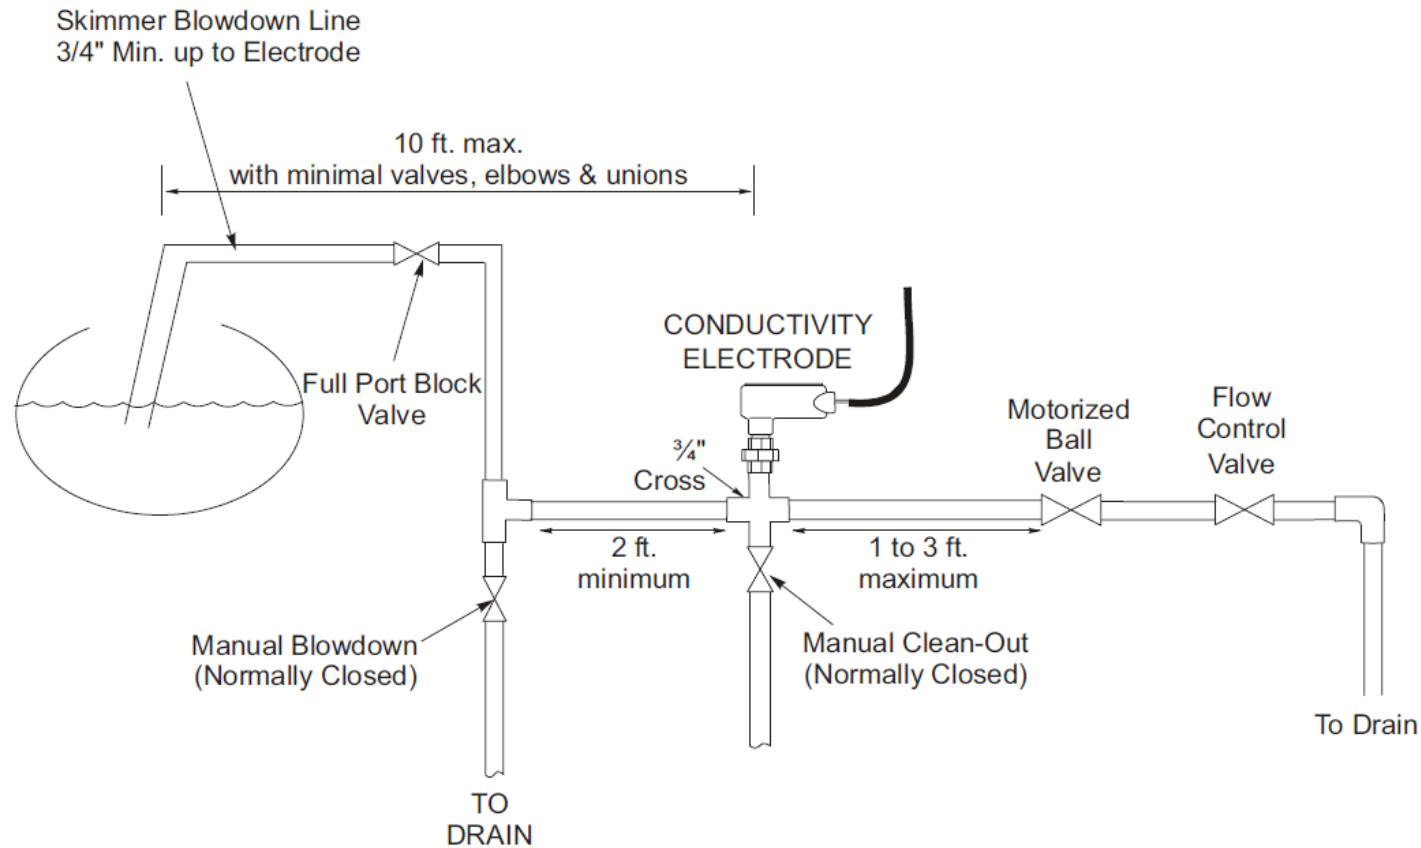 Skimmer Blowdown Line
3/4" Min. up to Electrode
10 ft. max.
with minimal valves, elbows & unions
CONDUCTIVITY
ELECTRODE
Full Port Block
Valve
Motorized
Ball
Valve
Flow
Control
Valve
¾"
Cross
2 ft.
minimum
1 to 3 ft.
maximum
Manual Blowdown
(Normally Closed)
Manual Clean-Out
(Normally Closed)
To Drain
TO
DRAIN